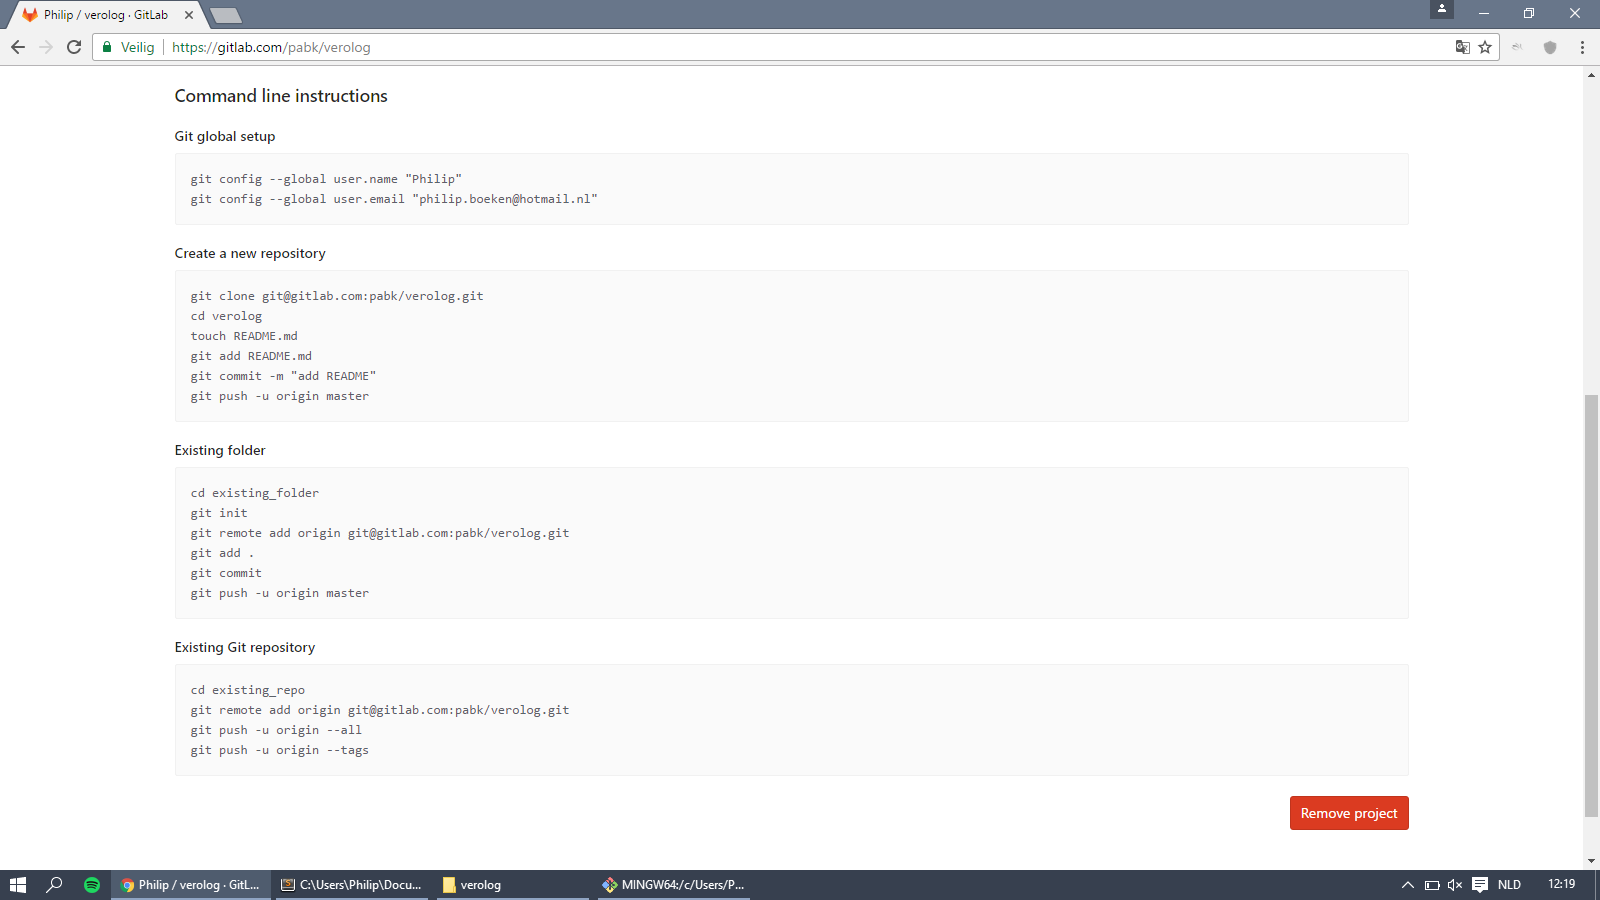 Philip / verolog · GitLab
Veilig
https://gitlab.com/pabk/verolog
Command line instructions
Git global setup
git config --global user.name "Philip"
git config --global user.email "philip.boeken@hotmail.nl"
Create a new repository
git clone git@gitlab.com:pabk/verolog.git
cd verolog
touch README.md
git add README.md
git commit -m "add README"
git push -u origin master
Existing folder
cd existing_folder
git init
git remote add origin git@gitlab.com:pabk/verolog.git
git add .
git commit
git push -u origin master
Existing Git repository
cd existing_repo
git remote add origin git@gitlab.com:pabk/verolog.git
git push -u origin --all
git push -u origin --tags
Remove project
Philip / verolog · GitL...
C:\Users\Philip\Docu...
verolog
MINGW64:/c/Users/P...
NLD
12:19